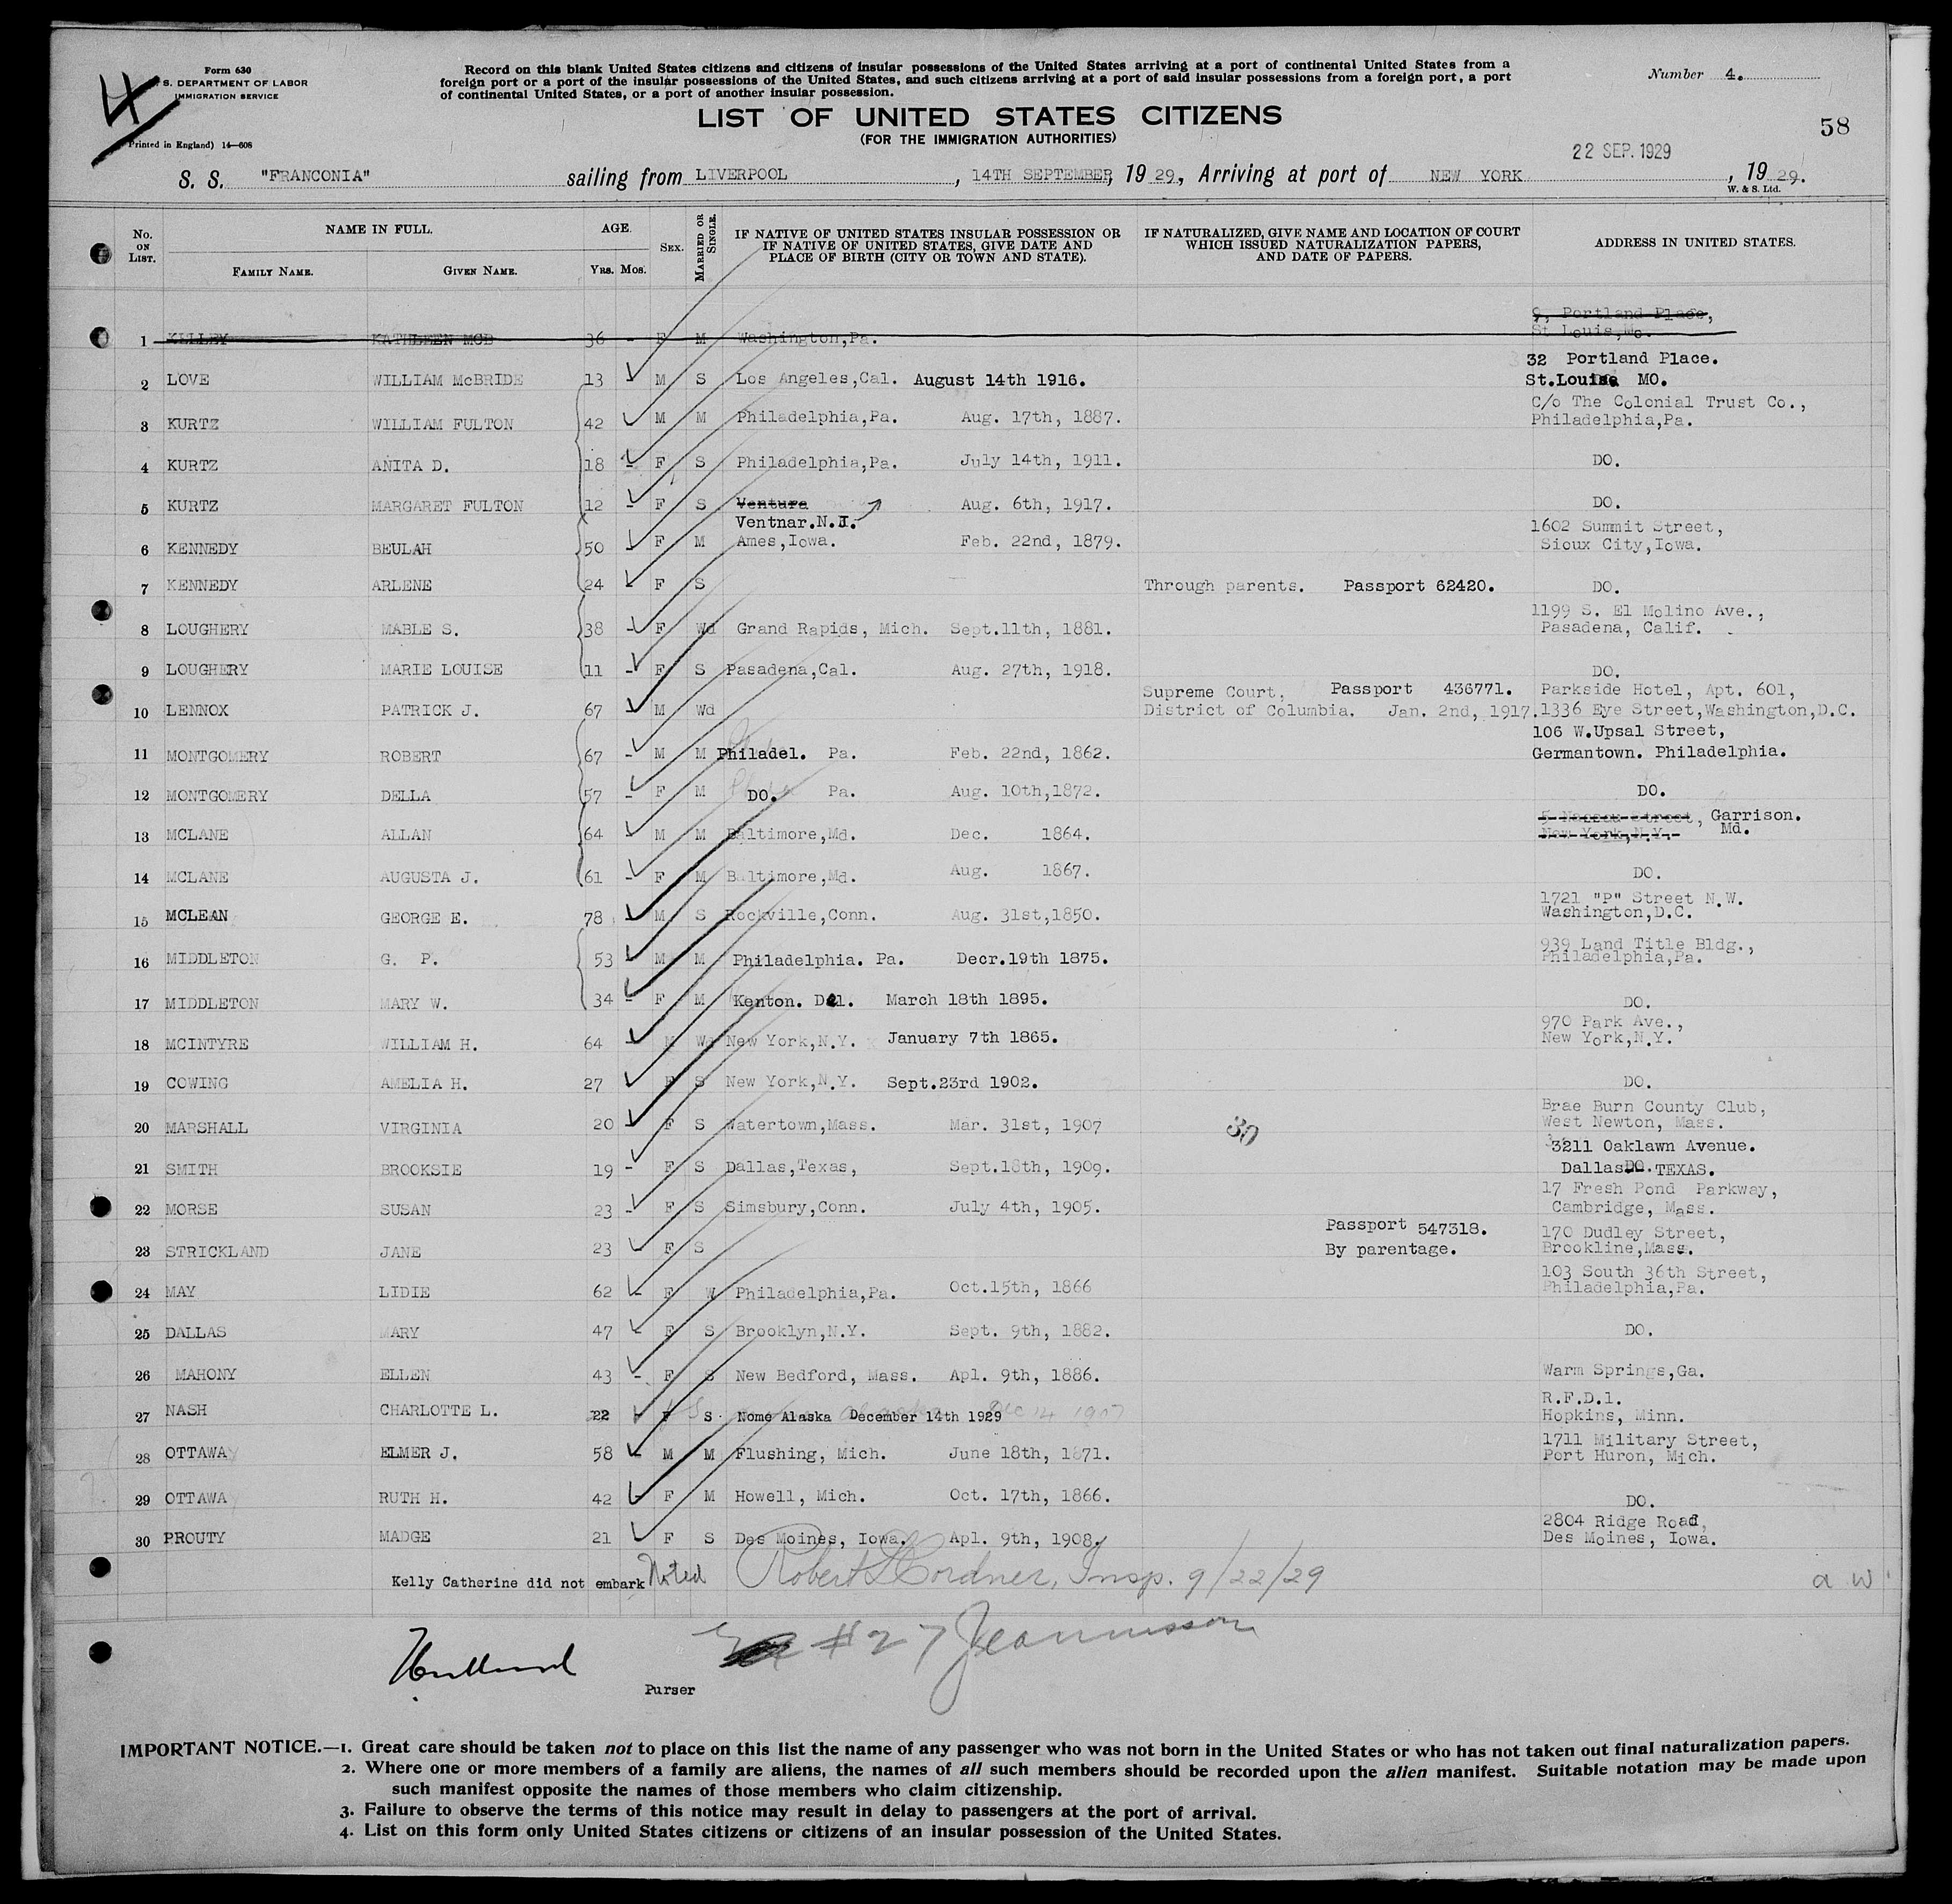 Form 630
S. DEPARTMENT OF LABOR
IMMIGRATION SERVICE
Printed in England) 14—608
4
Record on this blank United States citizens and citizens of insular possessions of the United States arriving at a port of continental United States from a
foreign port or a port of the insular possessions of the United States, and such citizens arriving at a port of said insular possessions from a foreign port, a port
of continental United States, or a port of another insular possession.
Number 4.
LIST OF UNITED STATES CITIZENS
(FOR THE IMMIGRATION AUTHORITIES)
58
22 SEP. 1929
S. S. "FRANCONIA" sailing from LIVERPOOL, 14TH SEPTEMBER, 1929, Arriving at port of NEW YORK, 1929.
W. & S. Ltd.
No. ON LIST. NAME IN FULL. FAMILY NAME. GIVEN NAME. AGE. YRS. MOS. SEX. MARRIED OR SINGLE. IF NATIVE OF UNITED STATES INSULAR POSSESSION OR IF NATIVE OF UNITED STATES, GIVE DATE AND PLACE OF BIRTH (CITY OR TOWN AND STATE). IF NATURALIZED, GIVE NAME AND LOCATION OF COURT WHICH ISSUED NATURALIZATION PAPERS, AND DATE OF PAPERS. ADDRESS IN UNITED STATES.
1 KELLEY KATHLEEN MCB 36 - F M Washington,Pa. 9, Portland Place, St Louis,Mo.
2 LOVE WILLIAM McBRIDE 13 - M S Los Angeles,Cal. August 14th 1916. 32 Portland Place. St.Louis MO.
3 KURTZ WILLIAM FULTON 42 - M M Philadelphia,Pa. Aug. 17th, 1887. C/o The Colonial Trust Co., Philadelphia,Pa.
4 KURTZ ANITA D. 18 - F S Philadelphia,Pa. July 14th, 1911. DO.
5 KURTZ MARGARET FULTON 12 - F S Ventura Ventnar.N.J. Aug. 6th, 1917. DO.
6 KENNEDY BEULAH 50 - F M Ames,Iowa. Feb. 22nd, 1879. 1602 Summit Street, Sioux City,Iowa.
7 KENNEDY ARLENE 24 - F S Through parents. Passport 62420. DO.
8 LOUGHERY MABLE S. 38 - F Wd Grand Rapids, Mich. Sept.11th, 1881. 1199 S. El Molino Ave., Pasadena, Calif.
9 LOUGHERY MARIE LOUISE 11 - F S Pasadena,Cal. Aug. 27th, 1918. DO.
10 LENNOX PATRICK J. 67 - M Wd Supreme Court, Passport 436771. District of Columbia. Jan. 2nd, 1917. Parkside Hotel, Apt. 601, 1336 Eye Street,Washington,D.C.
11 MONTGOMERY ROBERT 67 - M M Philadel. Pa. Feb. 22nd, 1862. 106 W.Upsal Street, Germantown. Philadelphia.
12 MONTGOMERY DELLA 57 - F M DO. Pa. Aug. 10th,1872. DO.
13 MCLANE ALLAN 64 - M M Baltimore,Md. Dec. 1864. 5 Nassau Street, New York,N.Y. Garrison. Md.
14 MCLANE AUGUSTA J. 61 - F M Baltimore,Md. Aug. 1867. DO.
15 MCLEAN GEORGE E. 78 - M S Rockville,Conn. Aug. 31st,1850. 1721 "P" Street N.W. Washington,D.C.
16 MIDDLETON G. P. 53 - M M Philadelphia. Pa. Decr.19th 1875. 939 Land Title Bldg., Philadelphia,Pa.
17 MIDDLETON MARY W. 34 - F M Kenton. Del. March 18th 1895. DO.
18 MCINTYRE WILLIAM H. 64 - M Wd New York,N.Y. January 7th 1865. 970 Park Ave., New York,N.Y.
19 COWING AMELIA H. 27 - F S New York,N.Y. Sept.23rd 1902. DO.
20 MARSHALL VIRGINIA 20 - F S Watertown,Mass. Mar. 31st, 1907 30 Brae Burn County Club, West Newton, Mass.
21 SMITH BROOKSIE 19 - F S Dallas,Texas, Sept.18th, 1909. 3211 Oaklawn Avenue. Dallas DO. TEXAS.
22 MORSE SUSAN 23 - F S Simsbury,Conn. July 4th, 1905. 17 Fresh Pond Parkway, Cambridge, Mass.
23 STRICKLAND JANE 23 - F S Passport 547318. By parentage. 170 Dudley Street, Brookline,Mass.
24 MAY LIDIE 62 - F W Philadelphia,Pa. Oct.15th, 1866 103 South 36th Street, Philadelphia,Pa.
25 DALLAS MARY 47 - F S Brooklyn,N.Y. Sept. 9th, 1882. DO.
26 MAHONY ELLEN 43 - F S New Bedford, Mass. Apl. 9th, 1886. Warm Springs,Ga.
27 NASH CHARLOTTE L. 22 - F S Nome Alaska December 14th 1929 Dec 14 1907 R.F.D.1. Hopkins, Minn.
28 OTTAWA ELMER J. 58 - M M Flushing, Mich. June 18th, 1871. 1711 Military Street, Port Huron, Mich.
29 OTTAWA RUTH H. 42 - F M Howell, Mich. Oct. 17th, 1866. DO.
30 PROUTY MADGE 21 - F S Des Moines, Iowa. Apl. 9th, 1908. 2804 Ridge Road, Des Moines, Iowa.
Kelly Catherine did not embark Noted Robert L Cordner, Insp. 9/22/29 a w
#27 Jeannisson
Purser
IMPORTANT NOTICE.—1. Great care should be taken not to place on this list the name of any passenger who was not born in the United States or who has not taken out final naturalization papers.
2. Where one or more members of a family are aliens, the names of all such members should be recorded upon the alien manifest. Suitable notation may be made upon
such manifest opposite the names of those members who claim citizenship.
3. Failure to observe the terms of this notice may result in delay to passengers at the port of arrival.
4. List on this form only United States citizens or citizens of an insular possession of the United States.